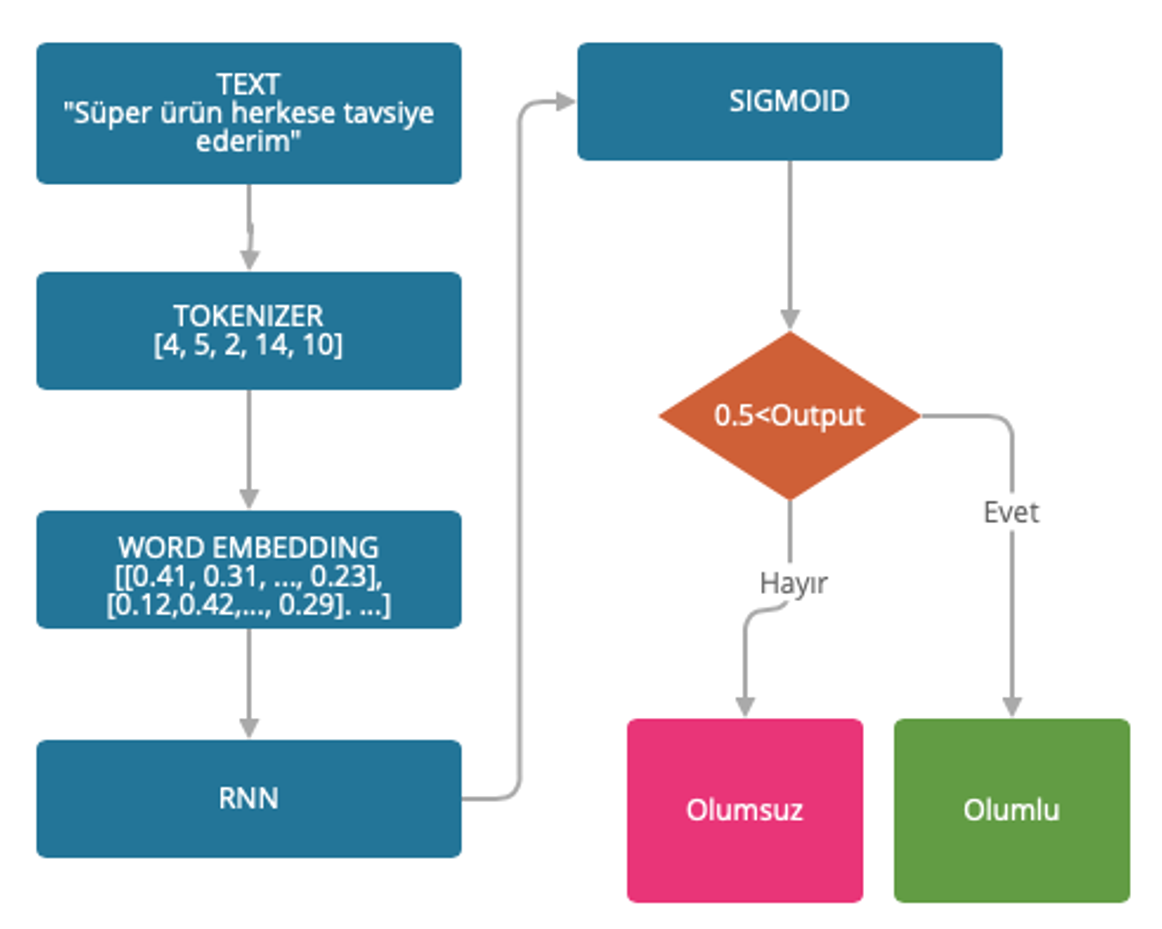 TEXT
"Süper ürün herkese tavsiye
ederim"
TOKENIZER
[4, 5, 2, 14, 10]
WORD EMBEDDING
[[0.41, 0.31, ..., 0.23],
[0.12,0.42,..., 0.29]. ...]
RNN
SIGMOID
0.5<Output
Evet
Hayır
Olumsuz
Olumlu